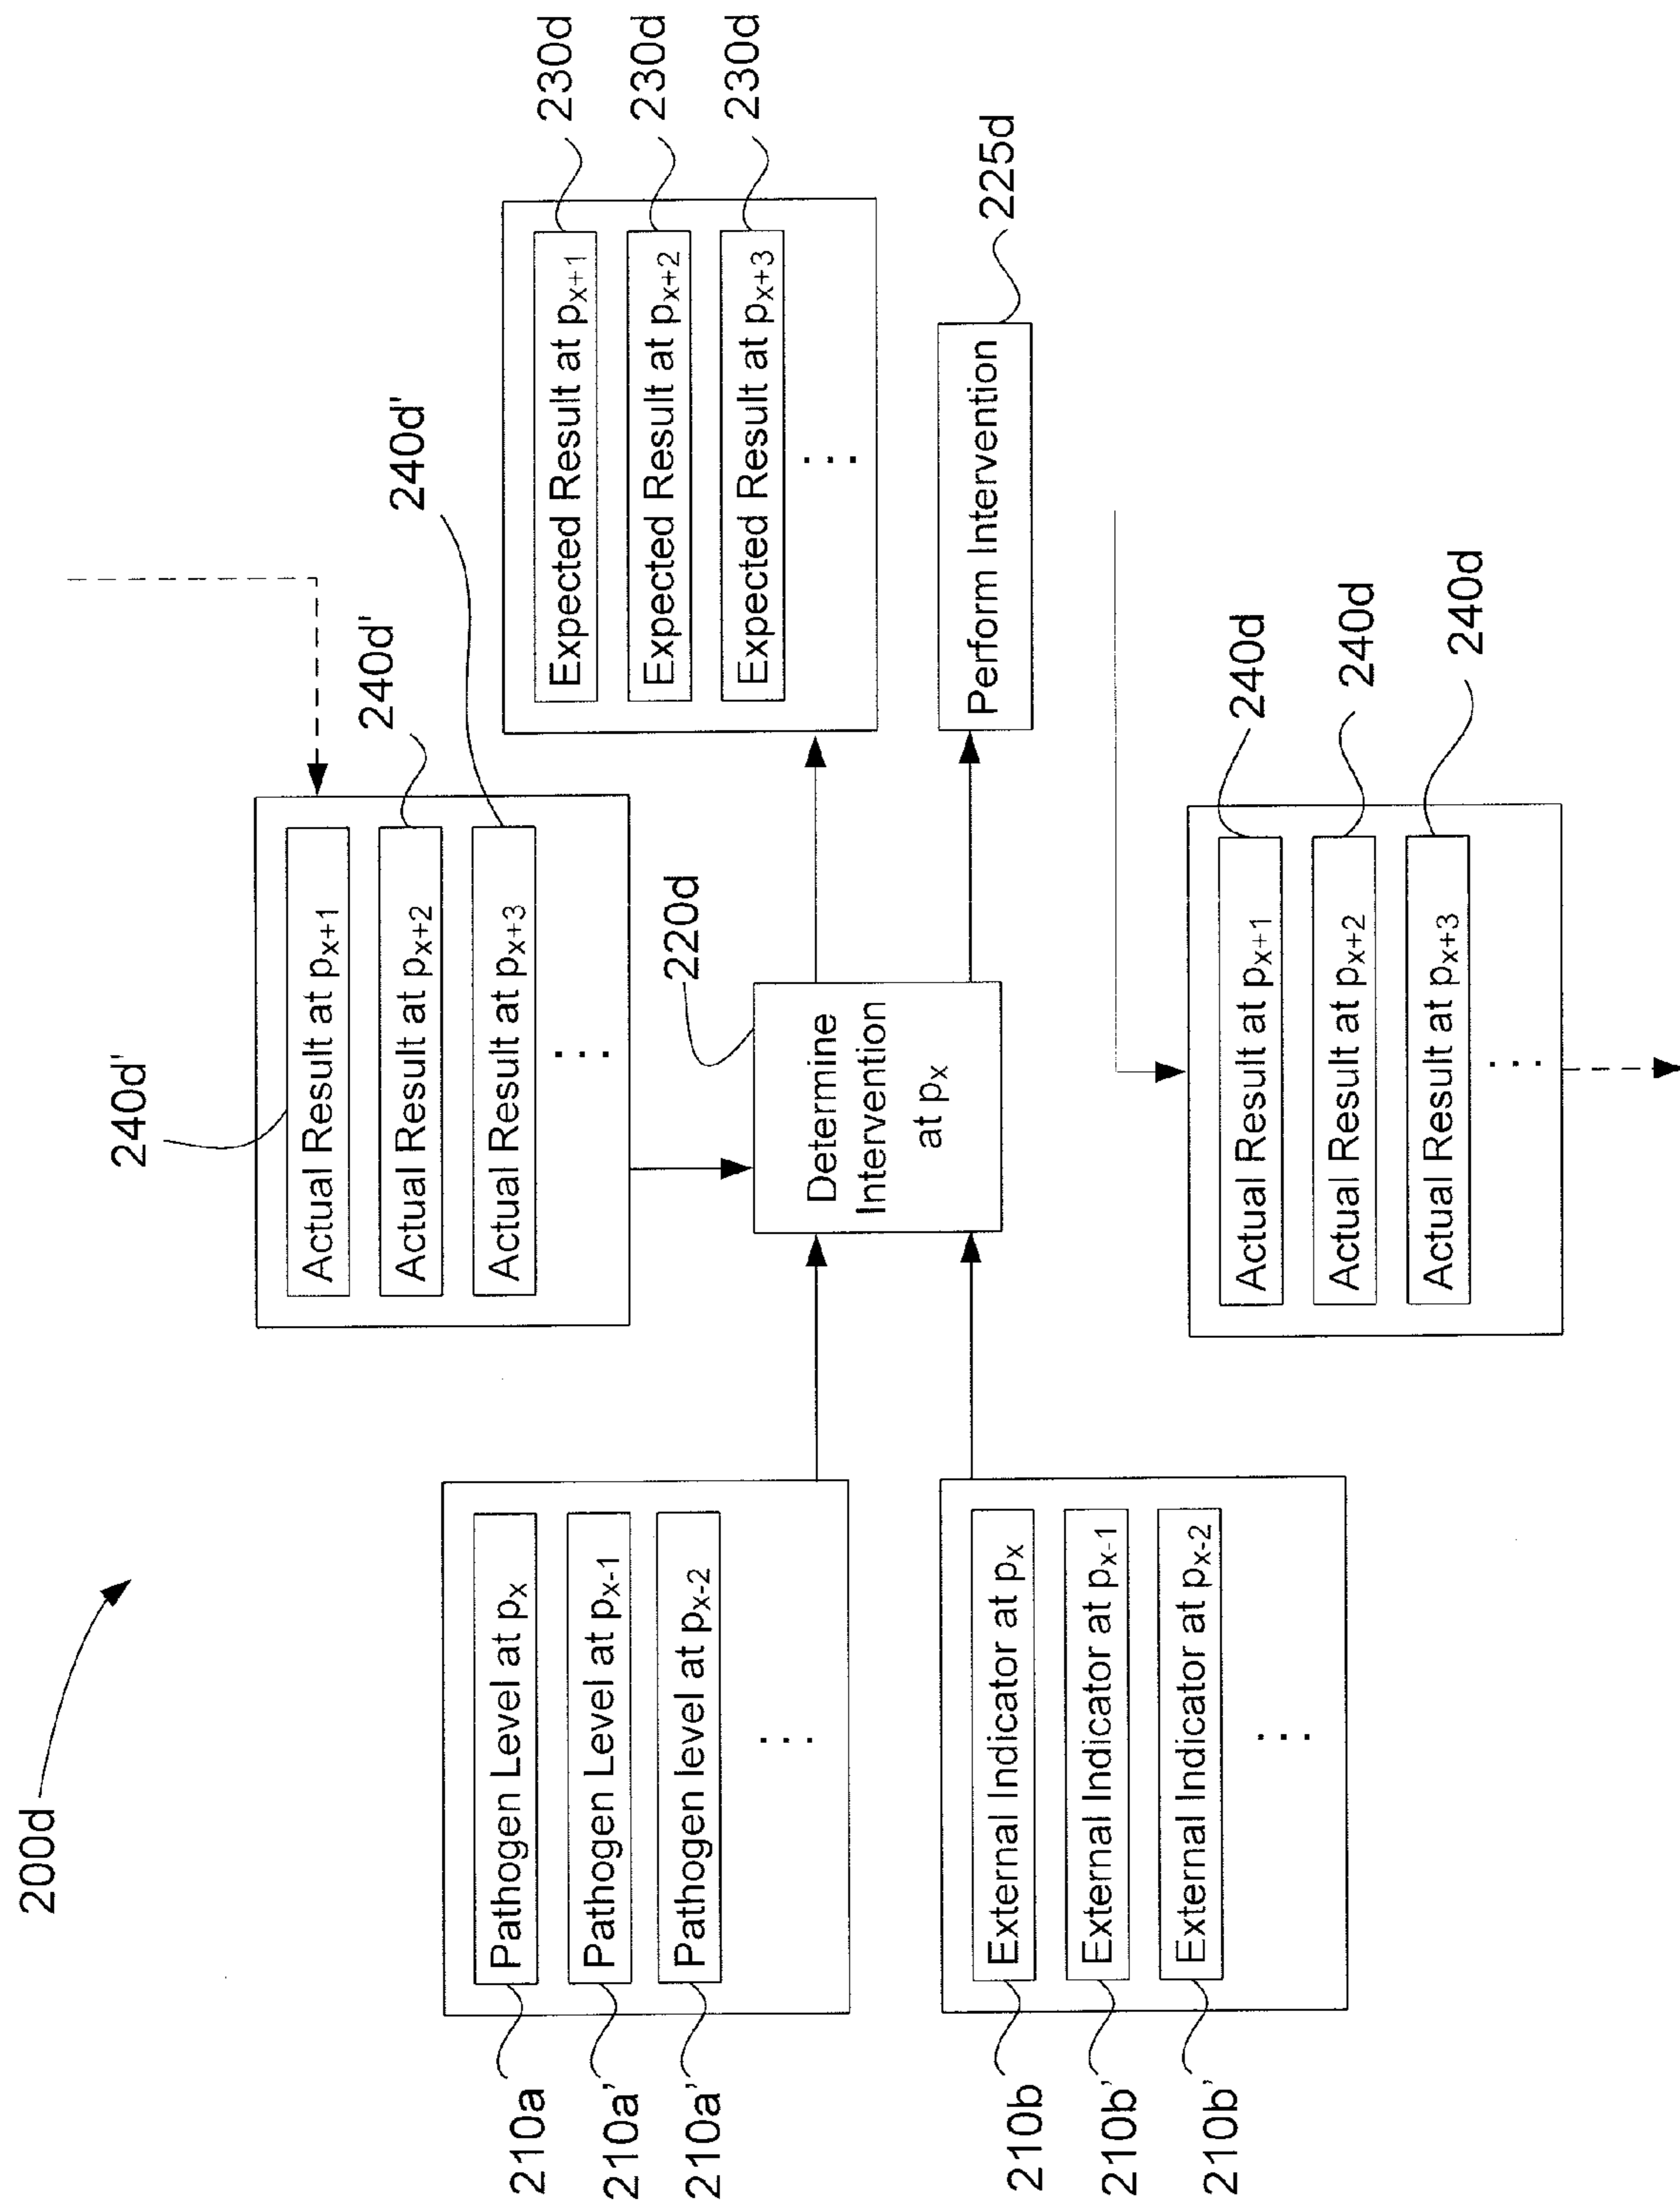 200d
240d'
Actual Result at px+1
Actual Result at px+2
Actual Result at px+3
...
240d'
240d'
210a
Pathogen Level at px
210a’
Pathogen Level at px-1
210a’
Pathogen level at px-2
...
220d
Determine
Intervention
at px
Expected Result at px+1
230d
Expected Result at px+2
230d
Expected Result at px+3
230d
...
Perform Intervention
225d
210b
External Indicator at px
210b’
External Indicator at px-1
210b’
External Indicator at px-2
...
Actual Result at px+1
240d
Actual Result at px+2
240d
Actual Result at px+3
240d
...